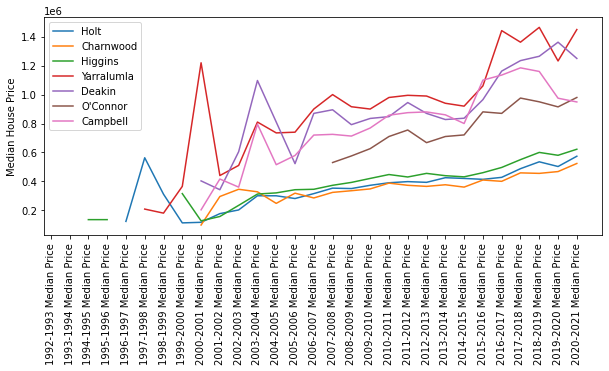 1e6
Holt
Charnwood
Higgins
Yarralumla
Deakin
O'Connor
Campbell
Median House Price
1.4
1.2
1.0
0.8
0.6
0.4
0.2
1992-1993 Median Price
1993-1994 Median Price
1994-1995 Median Price
1995-1996 Median Price
1996-1997 Median Price
1997-1998 Median Price
1998-1999 Median Price
1999-2000 Median Price
2000-2001 Median Price
2001-2002 Median Price
2002-2003 Median Price
2003-2004 Median Price
2004-2005 Median Price
2005-2006 Median Price
2006-2007 Median Price
2007-2008 Median Price
2008-2009 Median Price
2009-2010 Median Price
2010-2011 Median Price
2011-2012 Median Price
2012-2013 Median Price
2013-2014 Median Price
2014-2015 Median Price
2015-2016 Median Price
2016-2017 Median Price
2017-2018 Median Price
2018-2019 Median Price
2019-2020 Median Price
2020-2021 Median Price